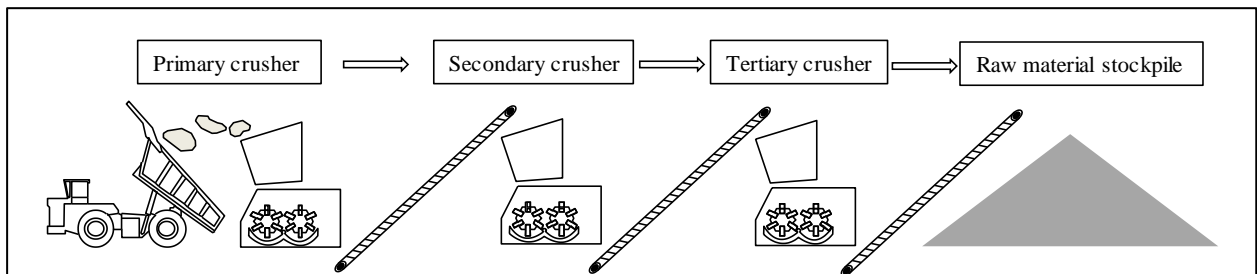 Primary crusher
Secondary crusher
Tertiary crusher
Raw material stockpile